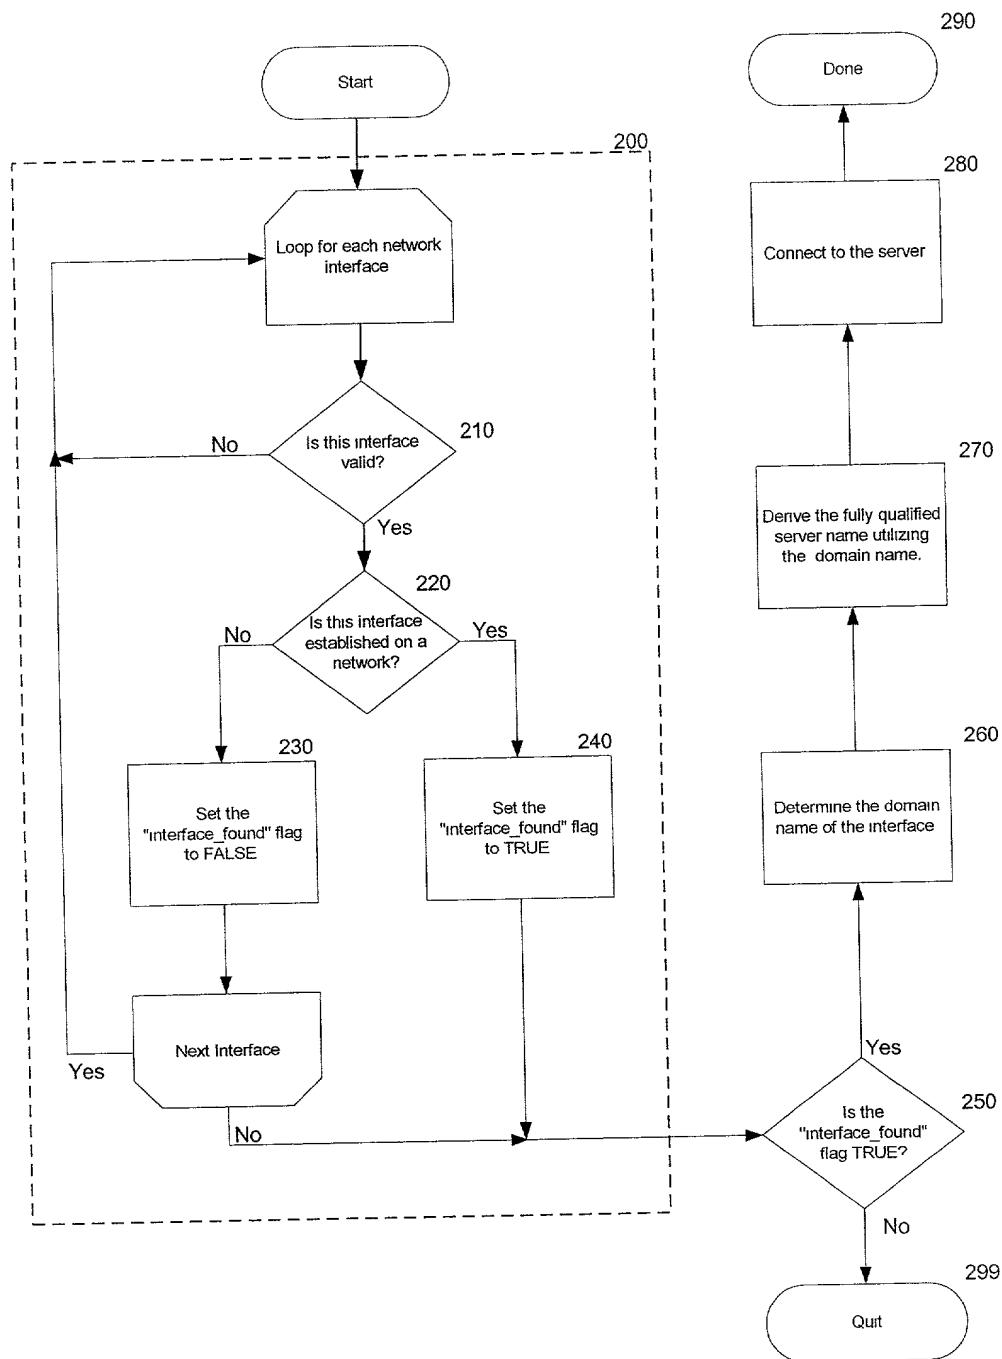 Start
200
Loop for each network
interface
210
Is this interface
valid?
No
Yes
220
Is this interface
established on a
network?
No
Yes
230
Set the
"interface_found" flag
to FALSE
240
Set the
"interface_found" flag
to TRUE
Next Interface
Yes
No
290
Done
280
Connect to the server
270
Derive the fully qualified
server name utilizing
the domain name.
260
Determine the domain
name of the interface
Yes
250
Is the
"interface_found"
flag TRUE?
No
299
Quit